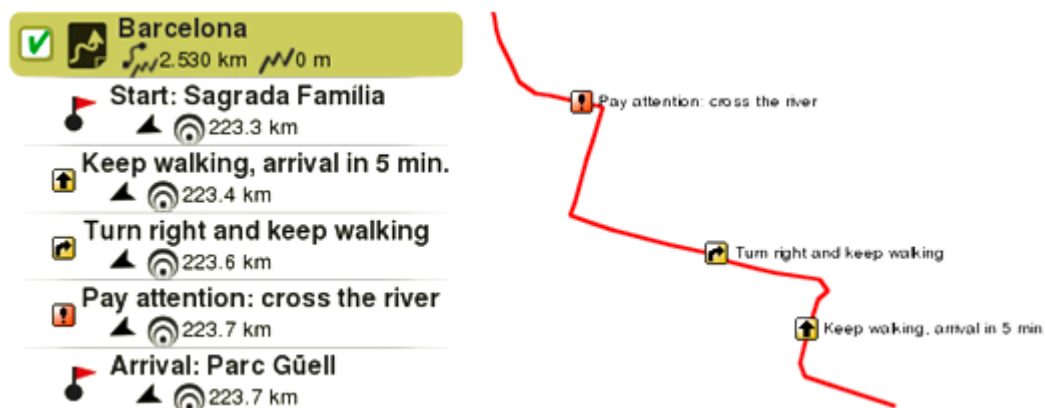 Barcelona
2.530 km 0 m
Start: Sagrada Família
223.3 km
Keep walking, arrival in 5 min.
223.4 km
Turn right and keep walking
223.6 km
Pay attention: cross the river
223.7 km
Arrival: Parc Gūell
223.7 km
Pay attention: cross the river
Turn right and keep walking
Keep walking, arrival in 5 min